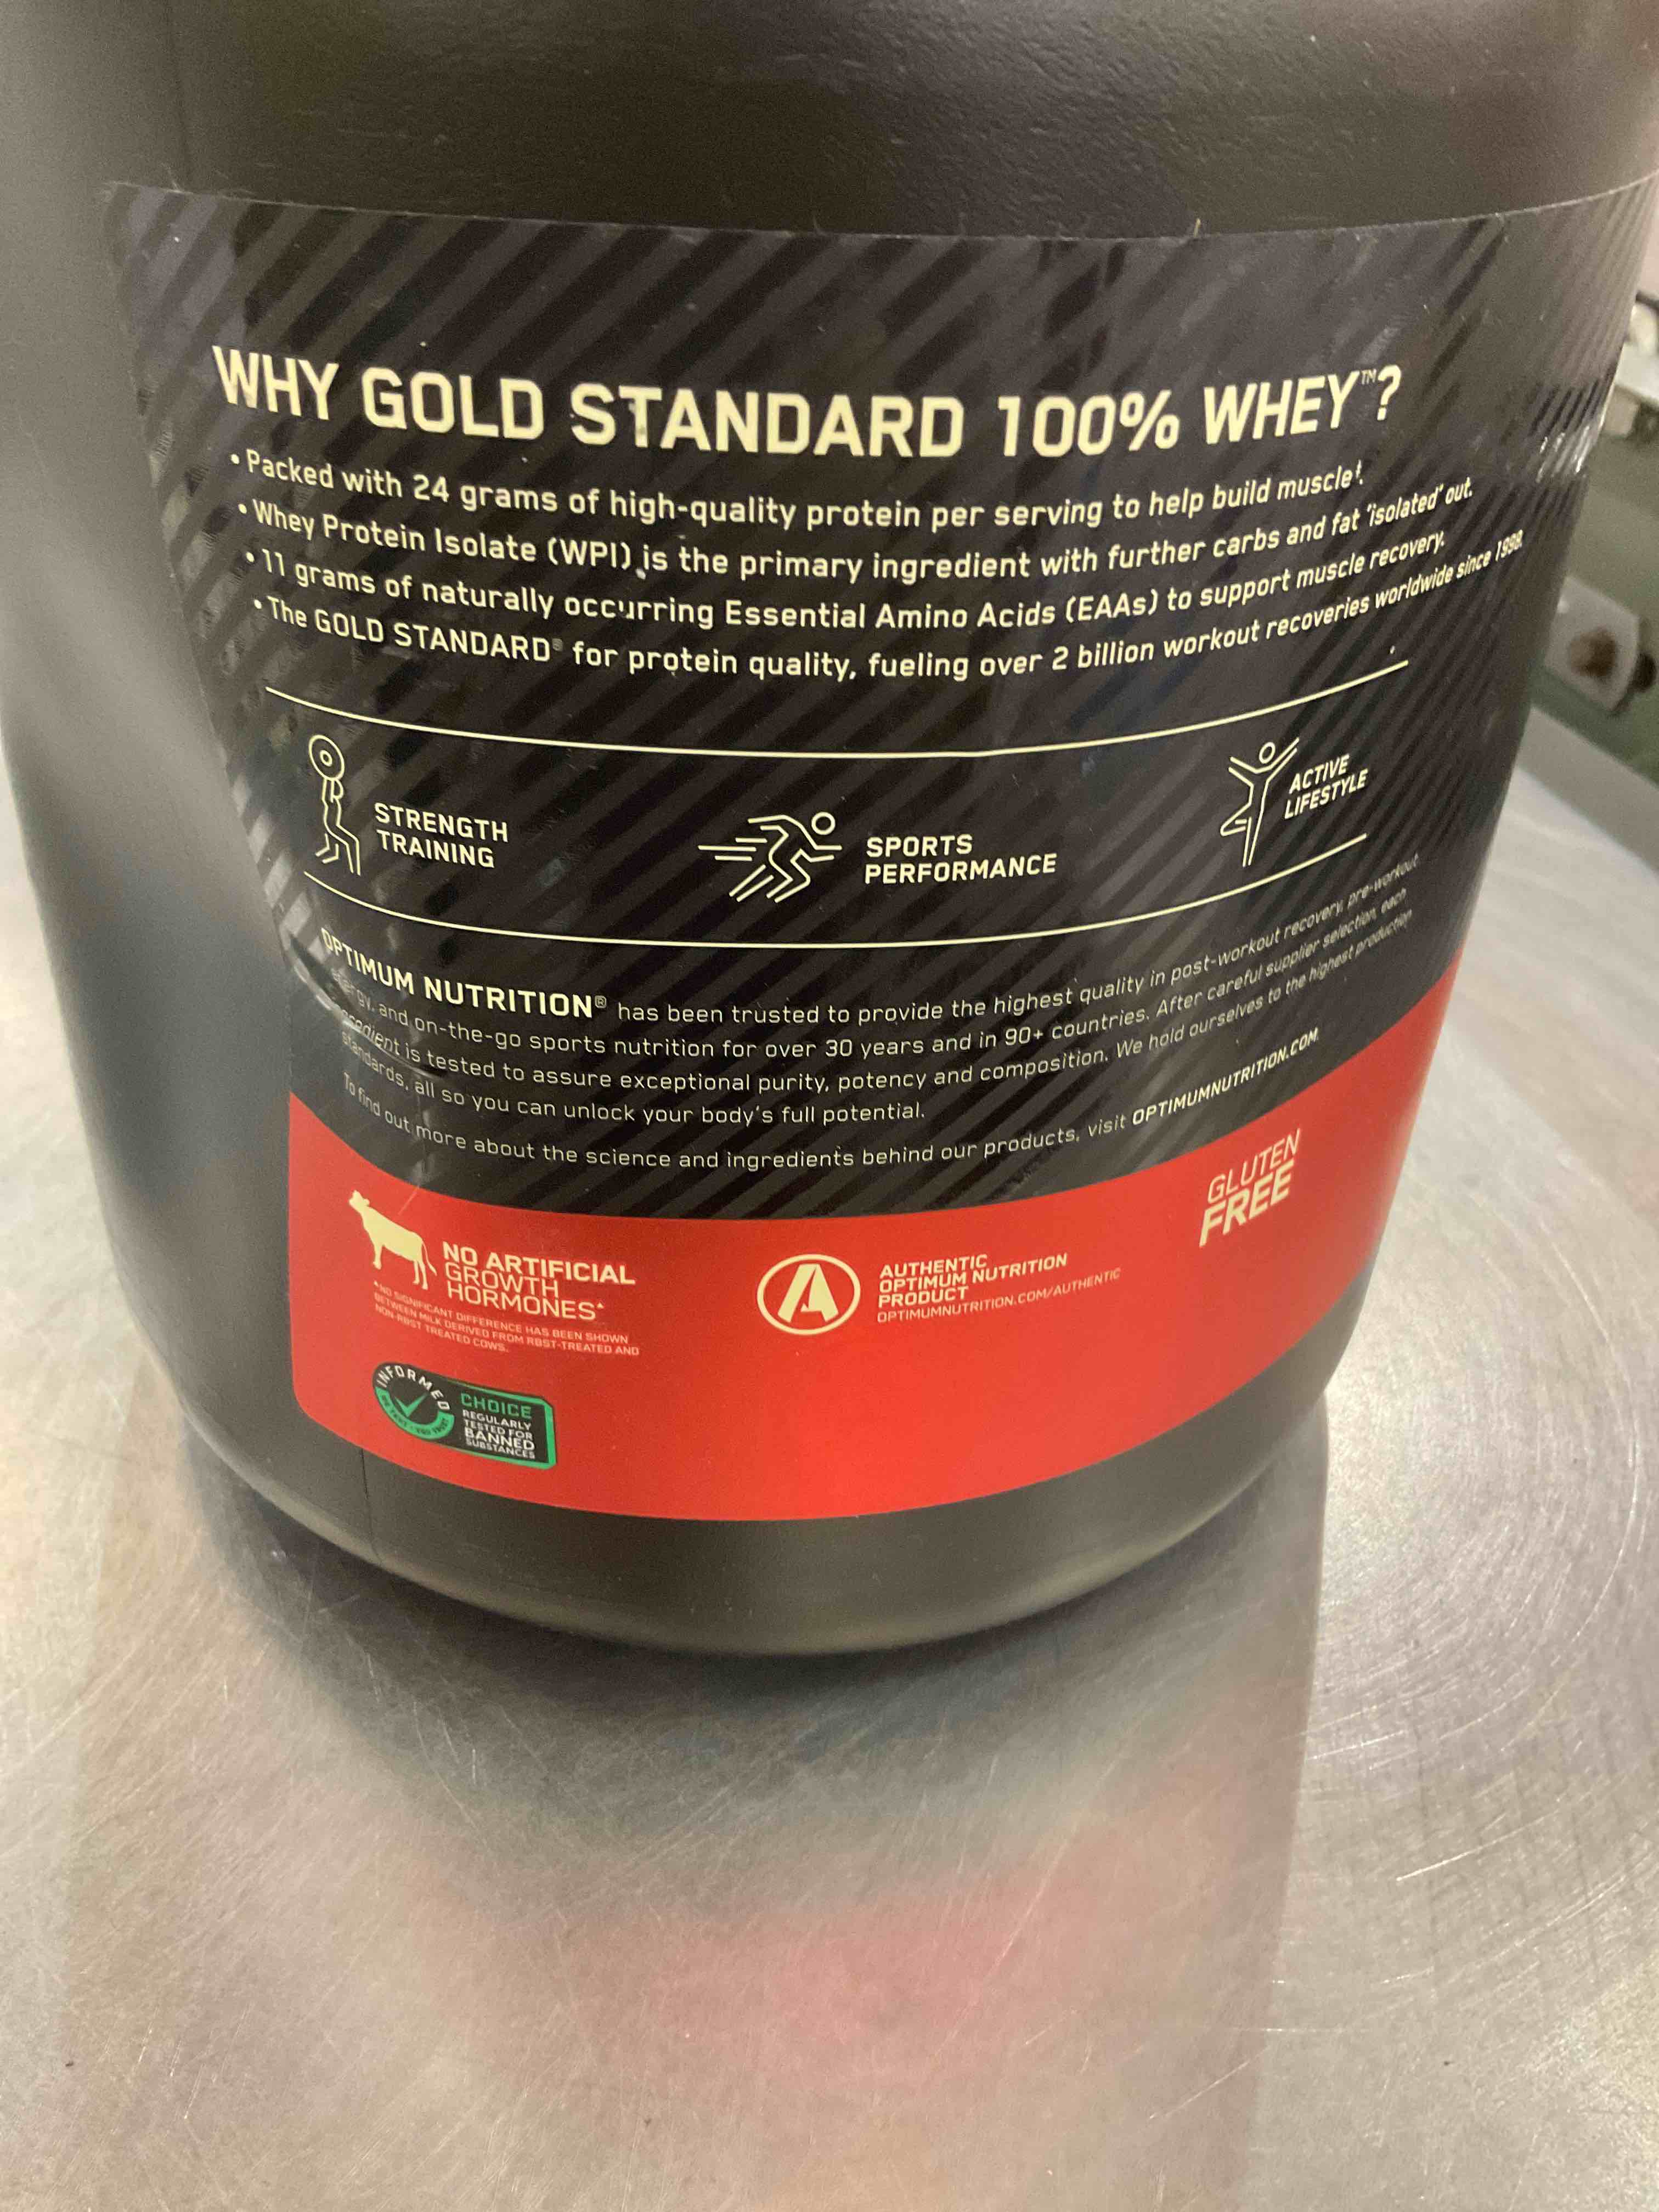 WHY GOLD STANDARD 100% WHEY™?
• Packed with 24 grams of high-quality protein per serving to help build muscle†.
• Whey Protein Isolate (WPI) is the primary ingredient with further carbs and fat 'isolated' out.
• 11 grams of naturally occurring Essential Amino Acids (EAAs) to support muscle recovery.
• The GOLD STANDARD® for protein quality, fueling over 2 billion workout recoveries worldwide since 1998.
STRENGTH
TRAINING
SPORTS
PERFORMANCE
ACTIVE
LIFESTYLE
OPTIMUM NUTRITION® has been trusted to provide the highest quality in post-workout recovery, pre-workout
energy, and on-the-go sports nutrition for over 30 years and in 90+ countries. After careful supplier selection, each
ingredient is tested to assure exceptional purity, potency and composition. We hold ourselves to the highest production
standards, all so you can unlock your body's full potential.
To find out more about the science and ingredients behind our products, visit OPTIMUMNUTRITION.COM.
NO ARTIFICIAL
GROWTH
HORMONES*
*NO SIGNIFICANT DIFFERENCE HAS BEEN SHOWN
BETWEEN MILK DERIVED FROM RBST-TREATED AND
NON-RBST TREATED COWS.
AUTHENTIC
OPTIMUM NUTRITION
PRODUCT
OPTIMUMNUTRITION.COM/AUTHENTIC
GLUTEN
FREE
INFORMED
CHOICE
REGULARLY
TESTED FOR
BANNED
SUBSTANCES